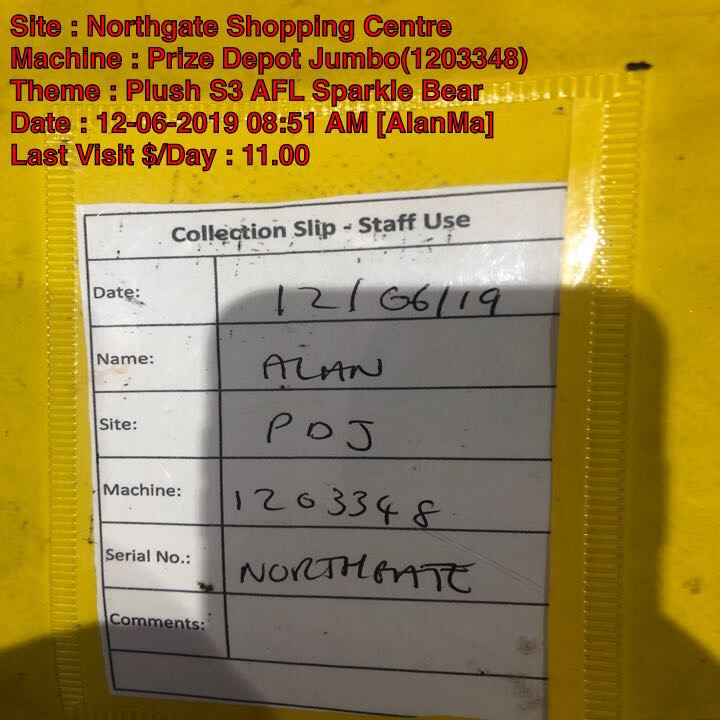 Site : Northgate Shopping Centre
Machine : Prize Depot Jumbo(1203348)
Theme : Plush S3 AFL Sparkle Bear
Date : 12-06-2019 08:51 AM [AlanMa]
Last Visit $/Day : 11.00
Collection Slip - Staff Use
Date: 12/06/19
Name: ALAN
Site: PDJ
Machine: 1203348
Serial No.: NORTHGATE
Comments: